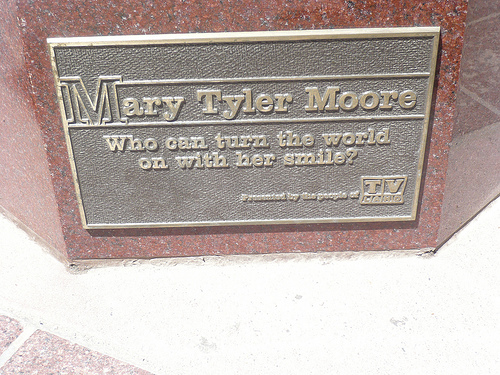 Mary Tyler Moore
Who can turn the world
on with her smile?
Presented by the people of TV LAND